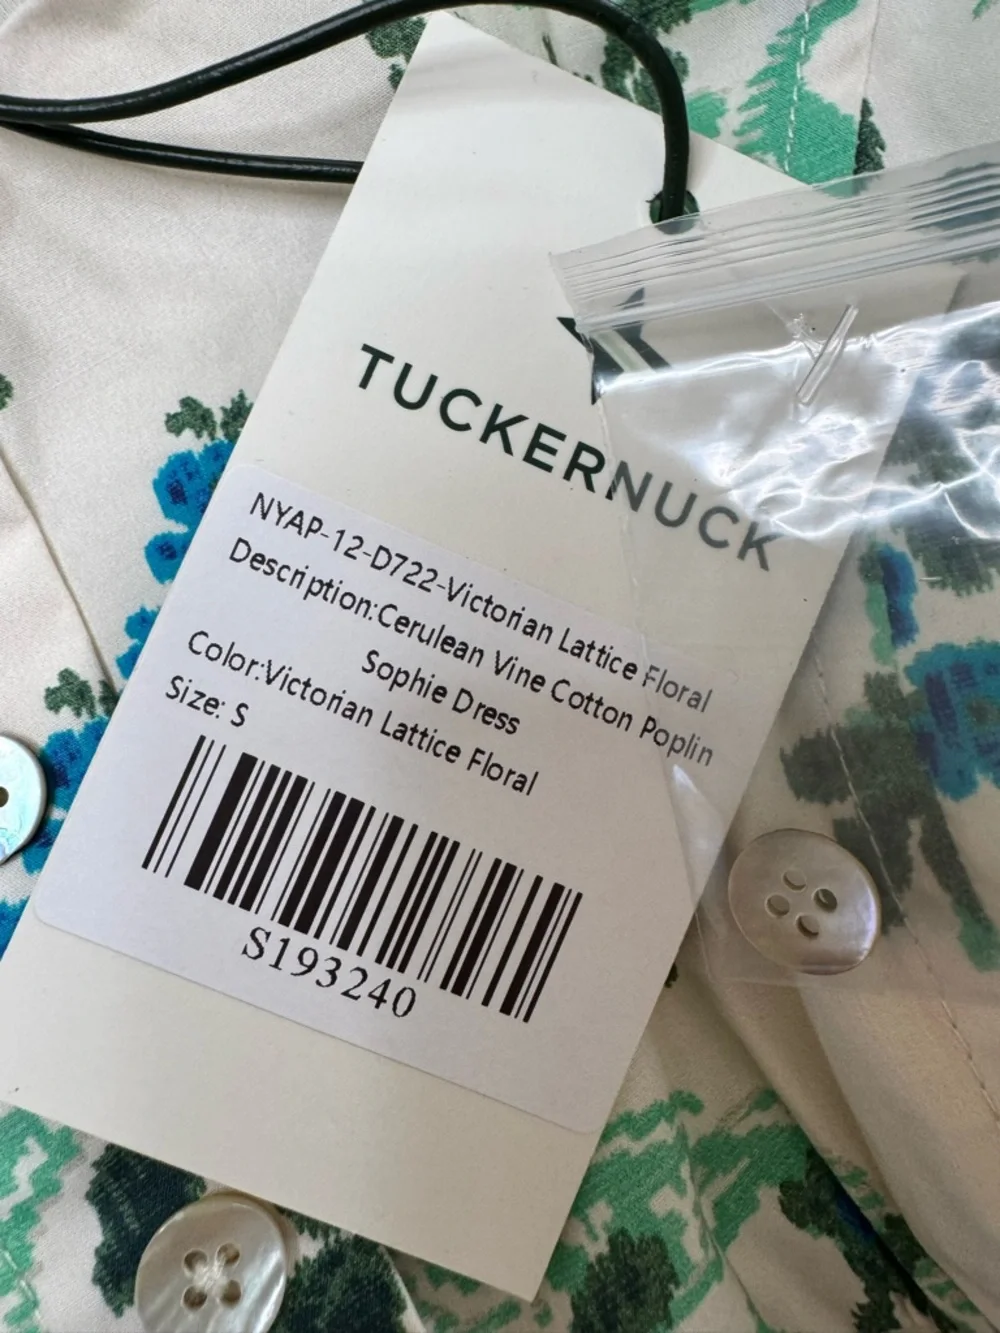 TUCKERNUCK
NYAP-12-D722-Victorian Lattice Floral
Description:Cerulean Vine Cotton Poplin
Sophie Dress
Color:Victorian Lattice Floral
Size: S
S193240